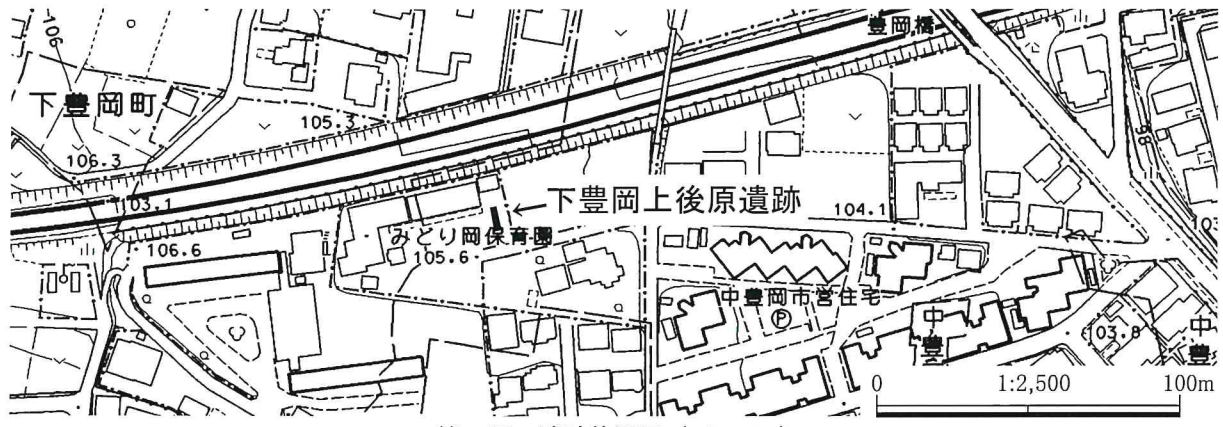 106
豊岡橋
下豊岡町
105.3
106.3
103.1
下豊岡上後原遺跡
104.1
みどり岡保育園
106.6
105.6
中豊岡市営住宅
P
中豊
03.8
中豊
0 1:2,500 100m